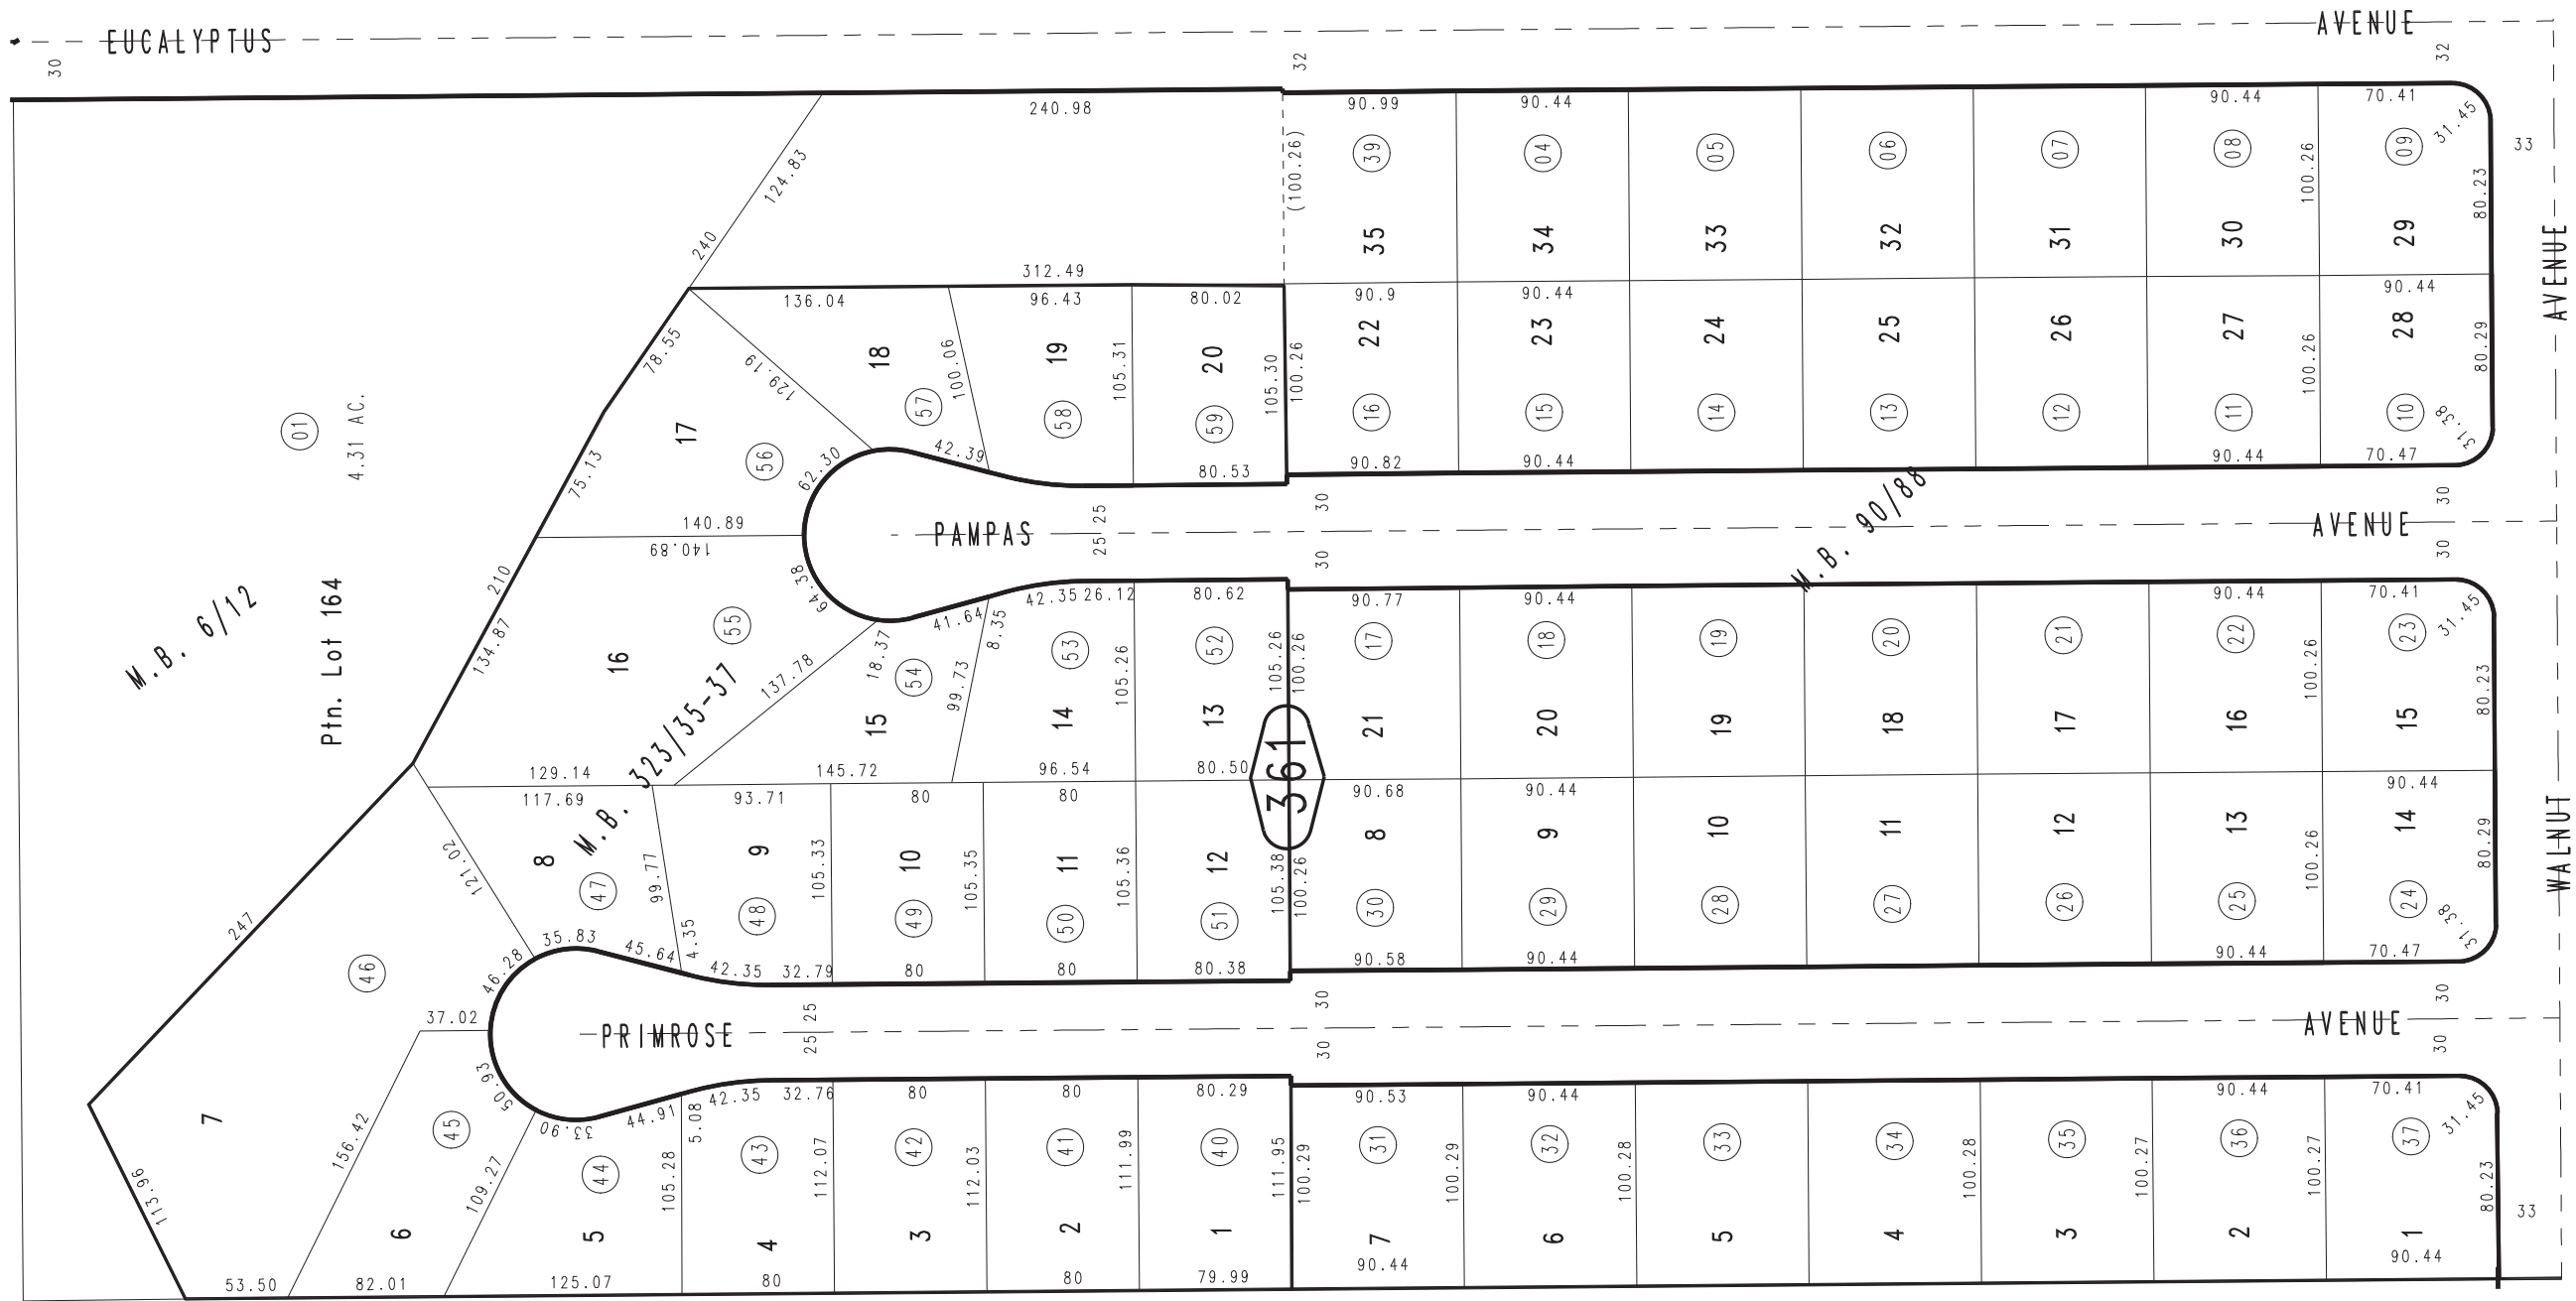 EUCALYPTUS AVENUE
30 32 32
240.98 90.99 90.44 90.44 70.41
31.45
33
124.83 (100.26) 39 04 05 06 07 08 100.26 09 80.23
240 35 34 33 32 31 30 29
312.49
136.04 96.43 80.02 90.9 90.44 90.44
78.55 129.19 18 100.06 19 105.31 20 105.30 100.26 22 23 24 25 26 27 100.26 28 80.29
01 4.31 AC.
17 57 58 59 16 15 14 13 12 11 10 31.38
75.13 56 62.30 42.39 80.53 90.82 90.44 90.44 70.47
M.B. 90/88
140.89
140.89
PAMPAS AVENUE
25 25 30 30 30 30
M.B. 6/12
Ptn. Lot 164
210
134.87
64.38 41.64 42.35 26.12 80.62 90.77 90.44 90.44 70.41
31.45
16 55 137.78 18.37 54 8.35 53 52 17 18 19 20 21 22 23
99.73 105.26 105.26 100.26 100.26 80.23
15 14 13 21 20 19 18 17 16 15
M.B. 323/35-37
129.14 145.72 96.54 80.50
361
117.69 93.71 80 80 90.68 90.44 90.44
8 9 10 11 12 8 9 10 11 12 13 14
121.02 99.77 105.33 105.35 105.36 105.38 100.26 100.26 80.29
47 48 49 50 51 30 29 28 27 26 25 24 31.38
247
46 46.28 35.83 45.64 4.35 42.35 32.79 80 80 80.38 90.58 90.44 90.44 70.47
37.02
PRIMROSE AVENUE
25 25 30 30 30 30
AVENUE
WALNUT
50.93 33.90 44.91 5.08 42.35 32.76 80 80 80.29 90.53 90.44 90.44 70.41
31.45
7 156.42 45 44 43 42 41 40 31 32 33 34 35 36 37
113.96 109.27 105.28 112.07 112.03 111.99 111.95 100.29 100.29 100.28 100.28 100.27 100.27 80.23
33
6 5 4 3 2 1 7 6 5 4 3 2 1
53.50 82.01 125.07 80 80 79.99 90.44 90.44